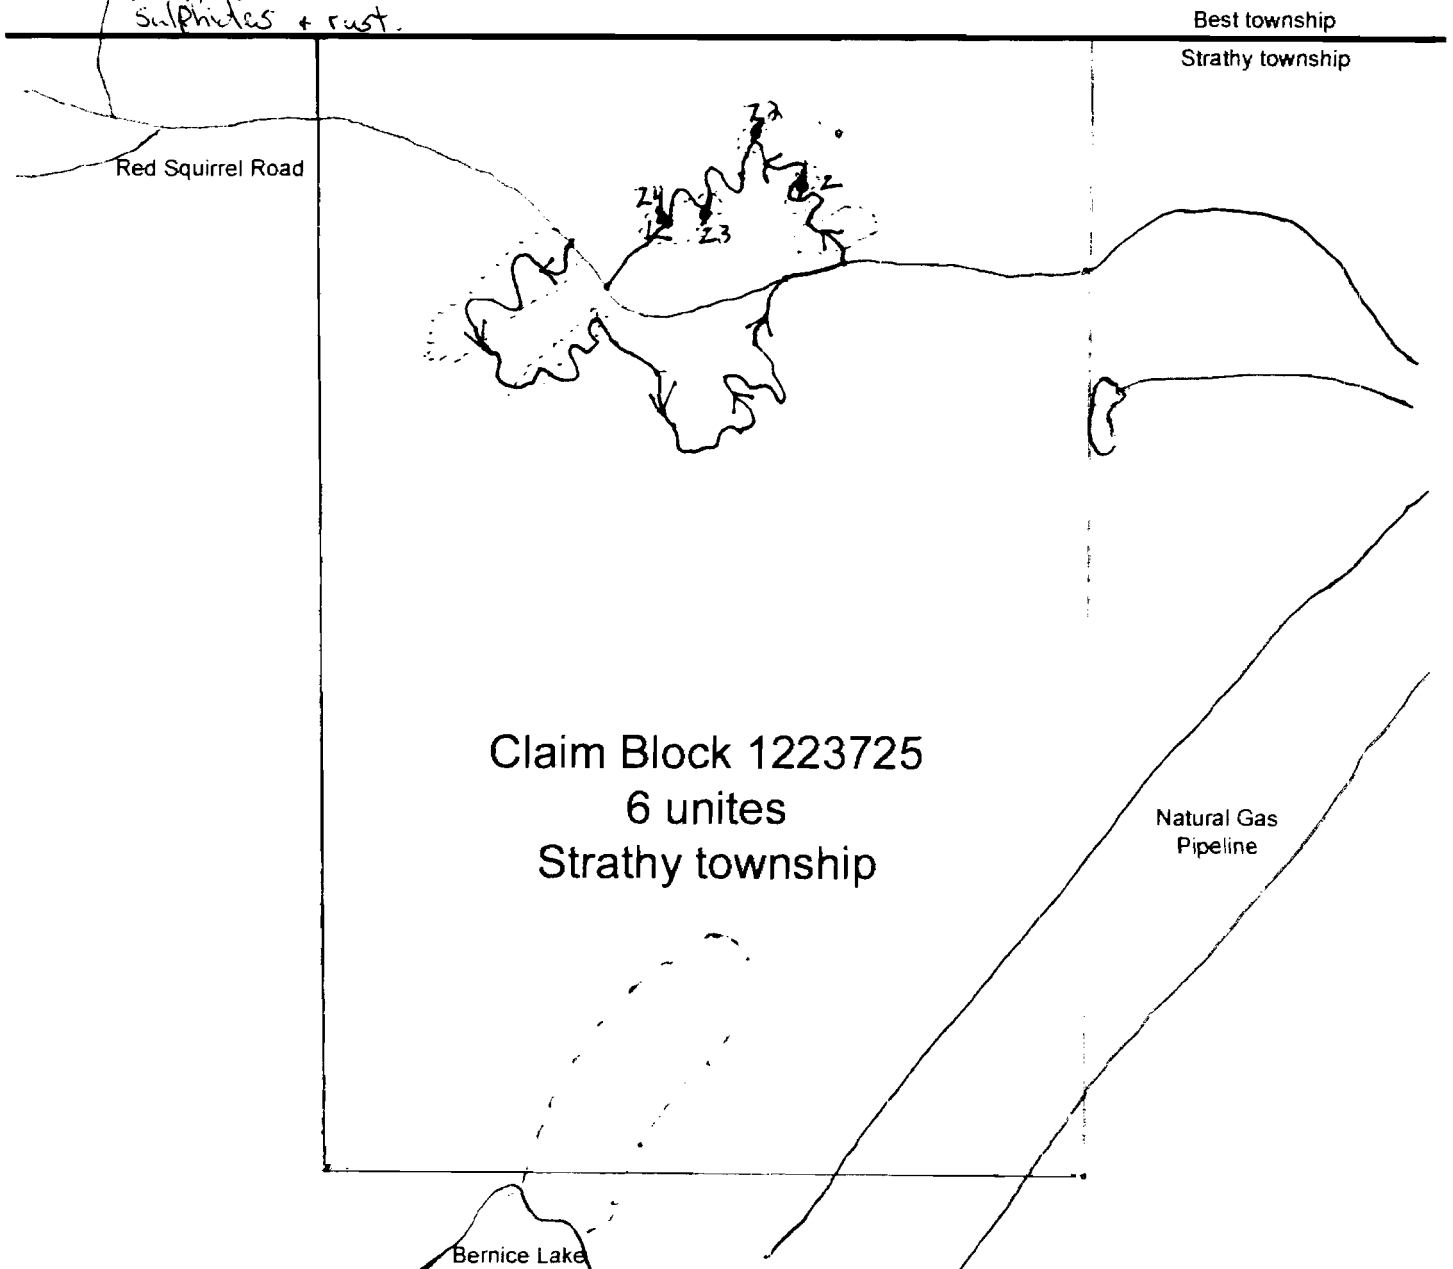 sulphides + rust.
Best township
Strathy township
Red Squirrel Road
Z2
Z
Z4
Z3
Claim Block 1223725
6 unites
Strathy township
Natural Gas
Pipeline
Bernice Lake